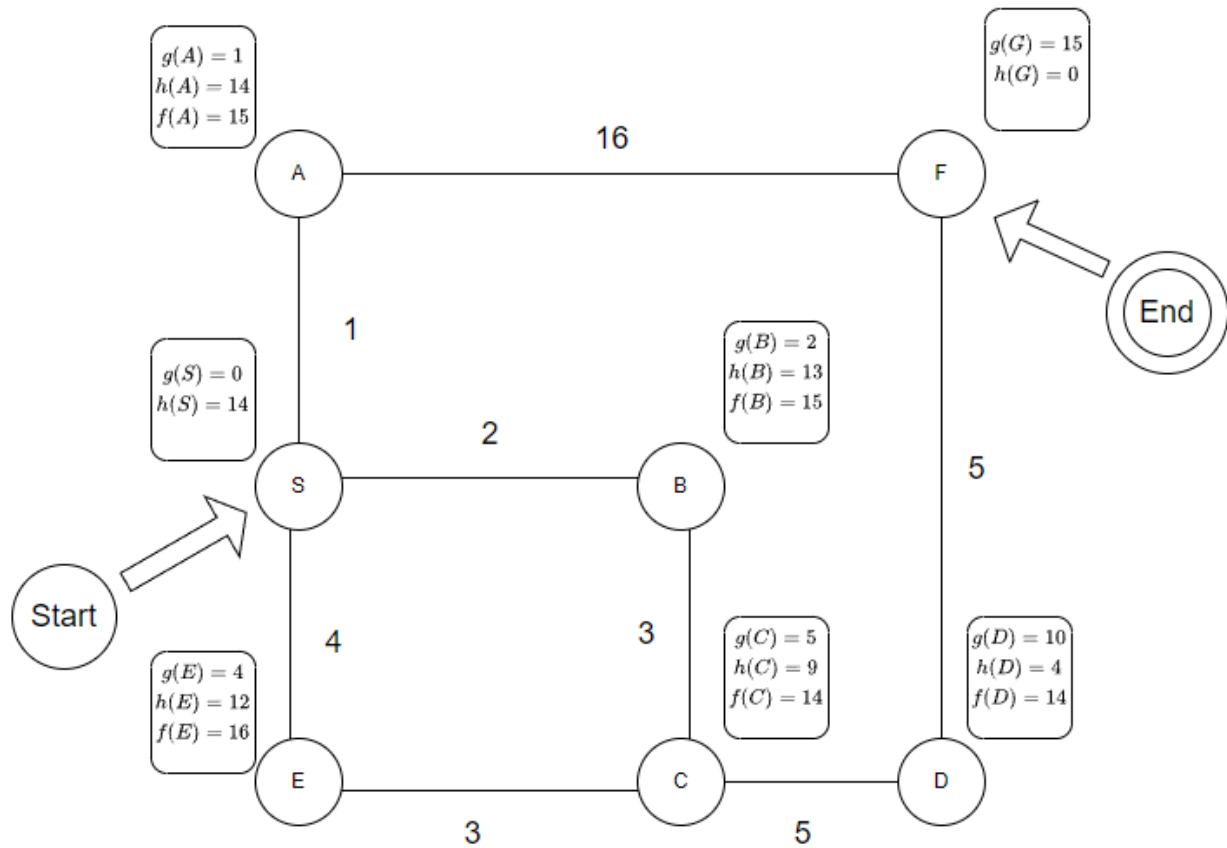 g(A) = 1
h(A) = 14
f(A) = 15
g(G) = 15
h(G) = 0
16
A
F
1
End
g(S) = 0
h(S) = 14
g(B) = 2
h(B) = 13
f(B) = 15
2
S
B
5
Start
4
3
g(E) = 4
h(E) = 12
f(E) = 16
g(C) = 5
h(C) = 9
f(C) = 14
g(D) = 10
h(D) = 4
f(D) = 14
E
C
D
3
5